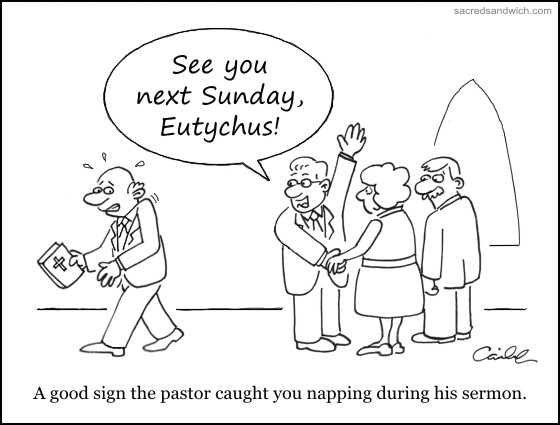 sacredsandwich.com
See you
next Sunday,
Eutychus!
A good sign the pastor caught you napping during his sermon.